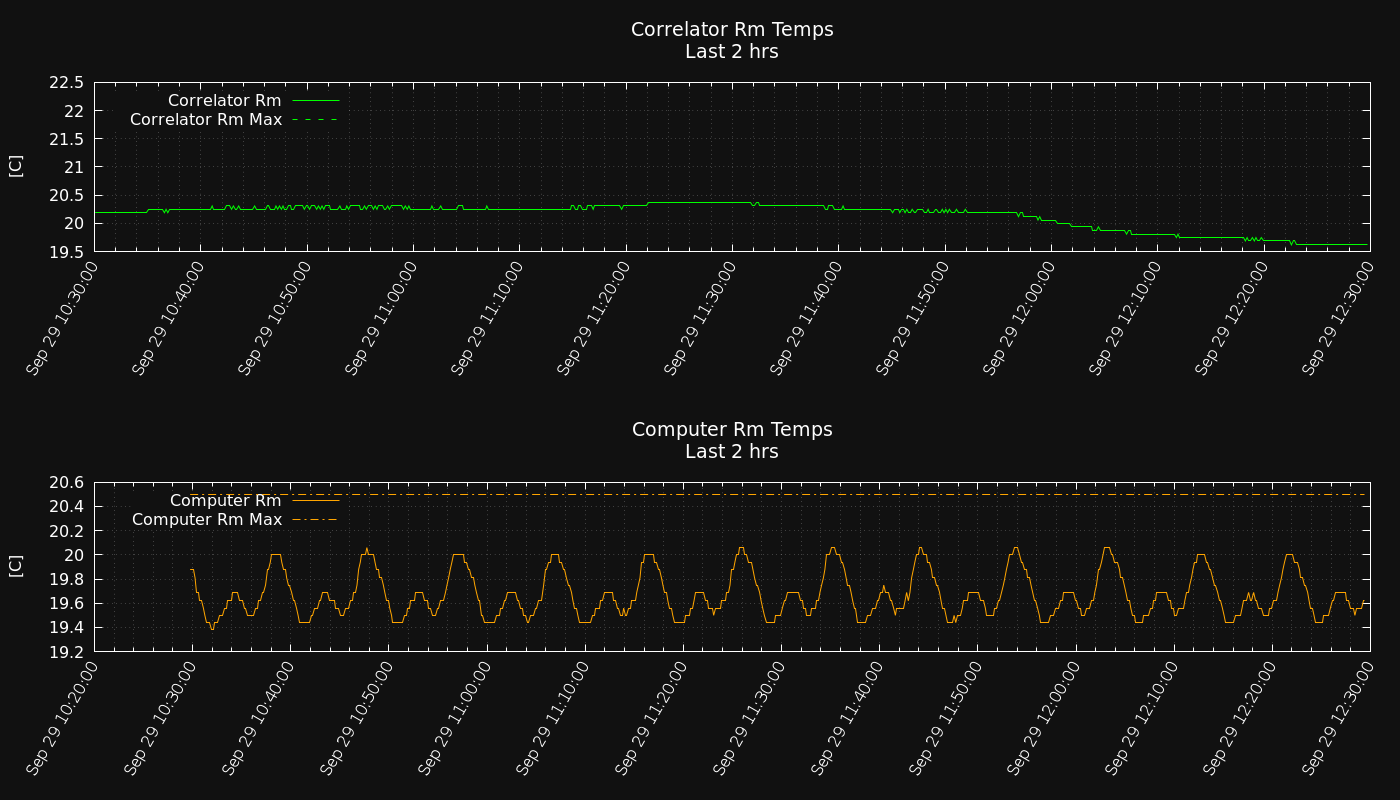 Correlator Rm Temps
Last 2 hrs
22.5
22
21.5
21
20.5
20
19.5
[C]
Correlator Rm
Correlator Rm Max
Sep 29 10:30:00
Sep 29 10:40:00
Sep 29 10:50:00
Sep 29 11:00:00
Sep 29 11:10:00
Sep 29 11:20:00
Sep 29 11:30:00
Sep 29 11:40:00
Sep 29 11:50:00
Sep 29 12:00:00
Sep 29 12:10:00
Sep 29 12:20:00
Sep 29 12:30:00
Computer Rm Temps
Last 2 hrs
20.6
20.4
20.2
20
19.8
19.6
19.4
19.2
[C]
Computer Rm
Computer Rm Max
Sep 29 10:20:00
Sep 29 10:30:00
Sep 29 10:40:00
Sep 29 10:50:00
Sep 29 11:00:00
Sep 29 11:10:00
Sep 29 11:20:00
Sep 29 11:30:00
Sep 29 11:40:00
Sep 29 11:50:00
Sep 29 12:00:00
Sep 29 12:10:00
Sep 29 12:20:00
Sep 29 12:30:00